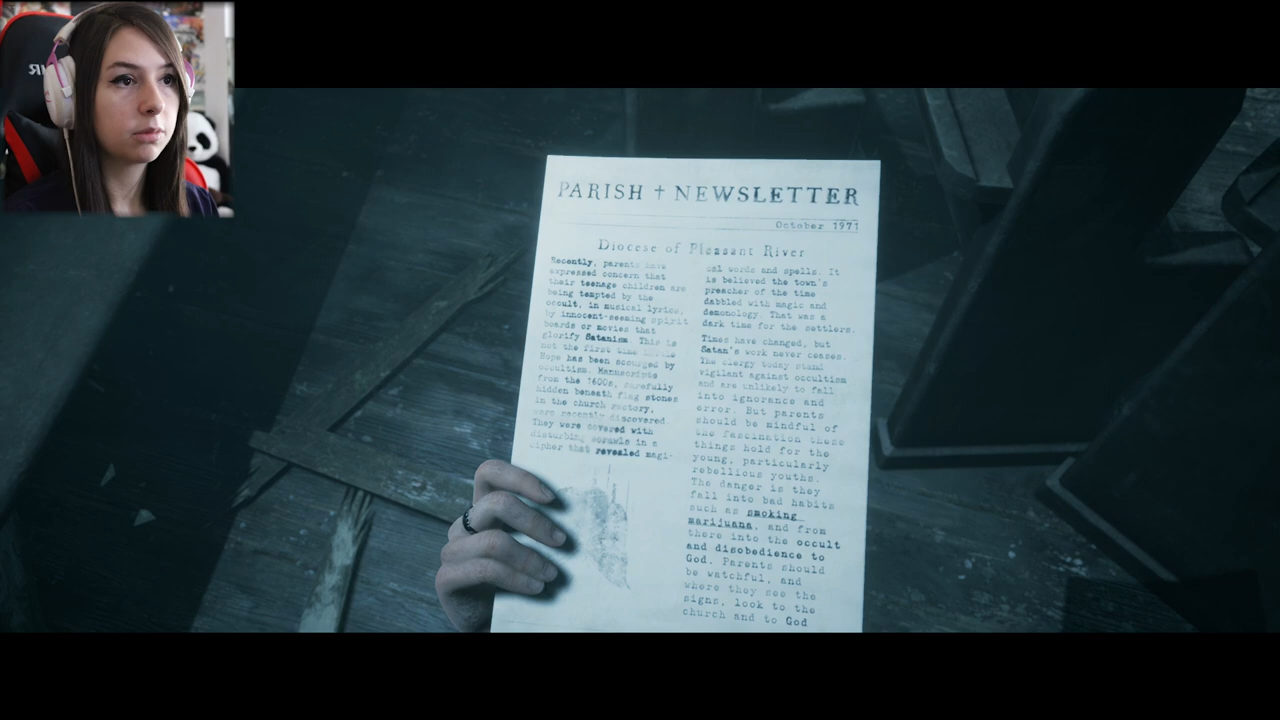 PARISH † NEWSLETTER
October 1971
Diocese of Pleasant River
Recently, parents have
expressed concern that
their teenage children are
being tempted by the
occult, in musical lyrics,
by innocent-seeming spirit
boards or movies that
glorify Satanism. This is
not the first time Little
Hope has been scourged by
occultism. Manuscripts
from the 1600s, carefully
hidden beneath flag stones
in the church rectory,
were recently discovered.
They were covered with
disturbing scrawls in a
cipher that revealed magi-
cal words and spells. It
is believed the town's
preacher of the time
dabbled with magic and
demonology. That was a
dark time for the settlers.
Times have changed, but
Satan's work never ceases.
The clergy today stand
vigilant against occultism
and are unlikely to fall
into ignorance and
error. But parents
should be mindful of
the fascination these
things hold for the
young, particularly
rebellious youths.
The danger is they
fall into bad habits
such as smoking
marijuana, and from
there into the occult
and disobedience to
God. Parents should
be watchful, and
where they see the
signs, look to the
church and to God